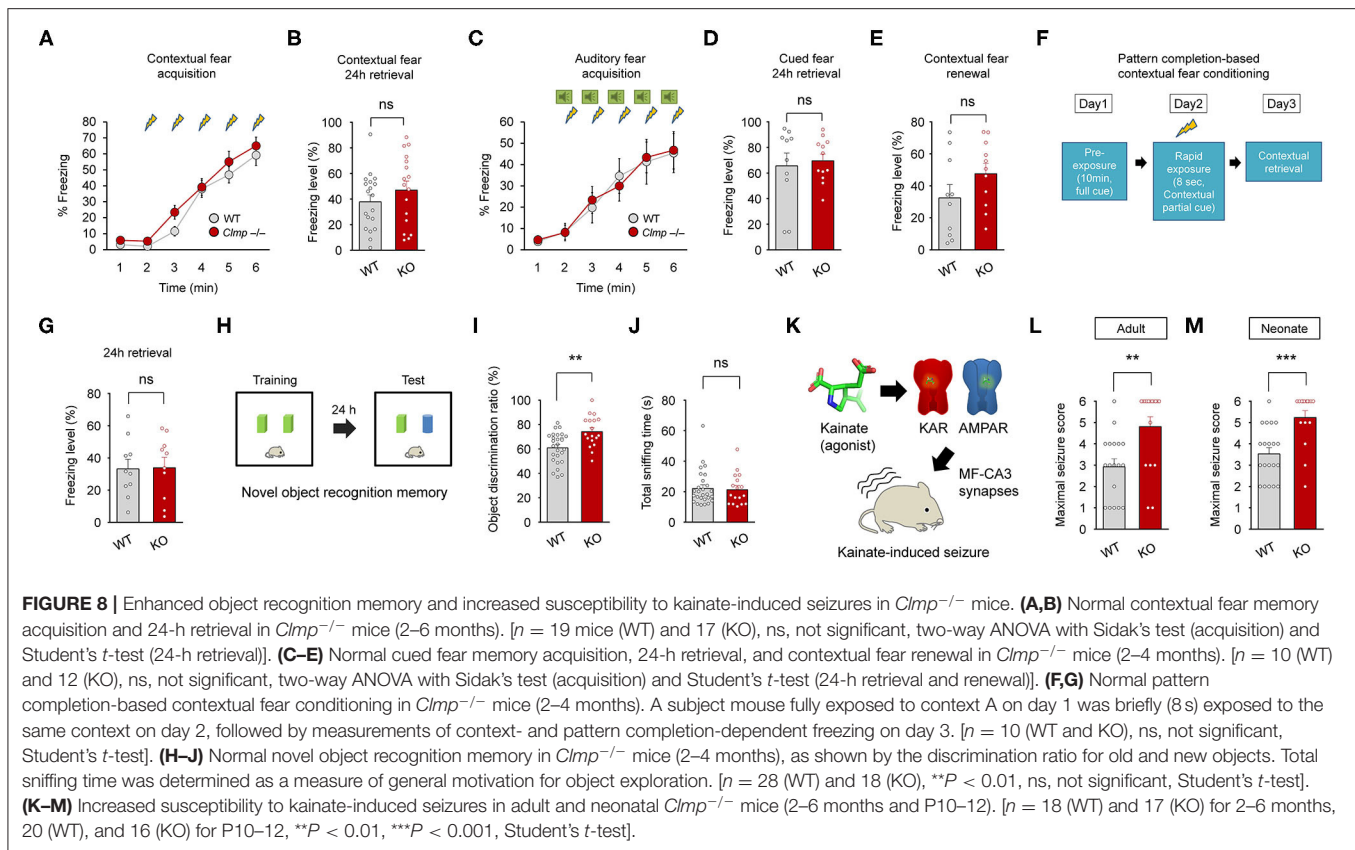 A
Contextual fear
acquisition
% Freezing
80
70
60
50
40
30
20
10
0
WT
Clmp –/–
1 2 3 4 5 6
Time (min)
B
Contextual fear
24h retrieval
ns
Freezing level (%)
100
80
60
40
20
0
WT KO
C
Auditory fear
acquisition
% Freezing
80
70
60
50
40
30
20
10
0
WT
Clmp –/–
1 2 3 4 5 6
Time (min)
D
Cued fear
24h retrieval
ns
Freezing level (%)
100
80
60
40
20
0
WT KO
E
Contextual fear
renewal
ns
Freezing level (%)
100
80
60
40
20
0
WT KO
F
Pattern completion-based
contextual fear conditioning
Day1 Day2 Day3
Pre-
exposure
(10min,
full cue)
Rapid
exposure
(8 sec,
Contextual
partial cue)
Contextual
retrieval
G
24h retrieval
ns
Freezing level (%)
100
80
60
40
20
0
WT KO
H
Training Test
24 h
Novel object recognition memory
I
**
Object discrimination ratio (%)
100
80
60
40
20
0
WT KO
J
ns
Total sniffing time (s)
80
60
40
20
0
WT KO
K
Kainate
(agonist)
KAR AMPAR
MF-CA3
synapses
Kainate-induced seizure
L
Adult
**
Maximal seizure score
6
5
4
3
2
1
0
WT KO
M
Neonate
***
Maximal seizure score
6
5
4
3
2
1
0
WT KO
FIGURE 8 | Enhanced object recognition memory and increased susceptibility to kainate-induced seizures in Clmp−/− mice. (A,B) Normal contextual fear memory
acquisition and 24-h retrieval in Clmp−/− mice (2–6 months). [n = 19 mice (WT) and 17 (KO), ns, not significant, two-way ANOVA with Sidak's test (acquisition) and
Student's t-test (24-h retrieval)]. (C–E) Normal cued fear memory acquisition, 24-h retrieval, and contextual fear renewal in Clmp−/− mice (2–4 months). [n = 10 (WT)
and 12 (KO), ns, not significant, two-way ANOVA with Sidak's test (acquisition) and Student's t-test (24-h retrieval and renewal)]. (F,G) Normal pattern
completion-based contextual fear conditioning in Clmp−/− mice (2–4 months). A subject mouse fully exposed to context A on day 1 was briefly (8 s) exposed to the
same context on day 2, followed by measurements of context- and pattern completion-dependent freezing on day 3. [n = 10 (WT and KO), ns, not significant,
Student's t-test]. (H–J) Normal novel object recognition memory in Clmp−/− mice (2–4 months), as shown by the discrimination ratio for old and new objects. Total
sniffing time was determined as a measure of general motivation for object exploration. [n = 28 (WT) and 18 (KO), **P < 0.01, ns, not significant, Student's t-test].
(K–M) Increased susceptibility to kainate-induced seizures in adult and neonatal Clmp−/− mice (2–6 months and P10–12). [n = 18 (WT) and 17 (KO) for 2–6 months,
20 (WT), and 16 (KO) for P10–12, **P < 0.01, ***P < 0.001, Student's t-test].